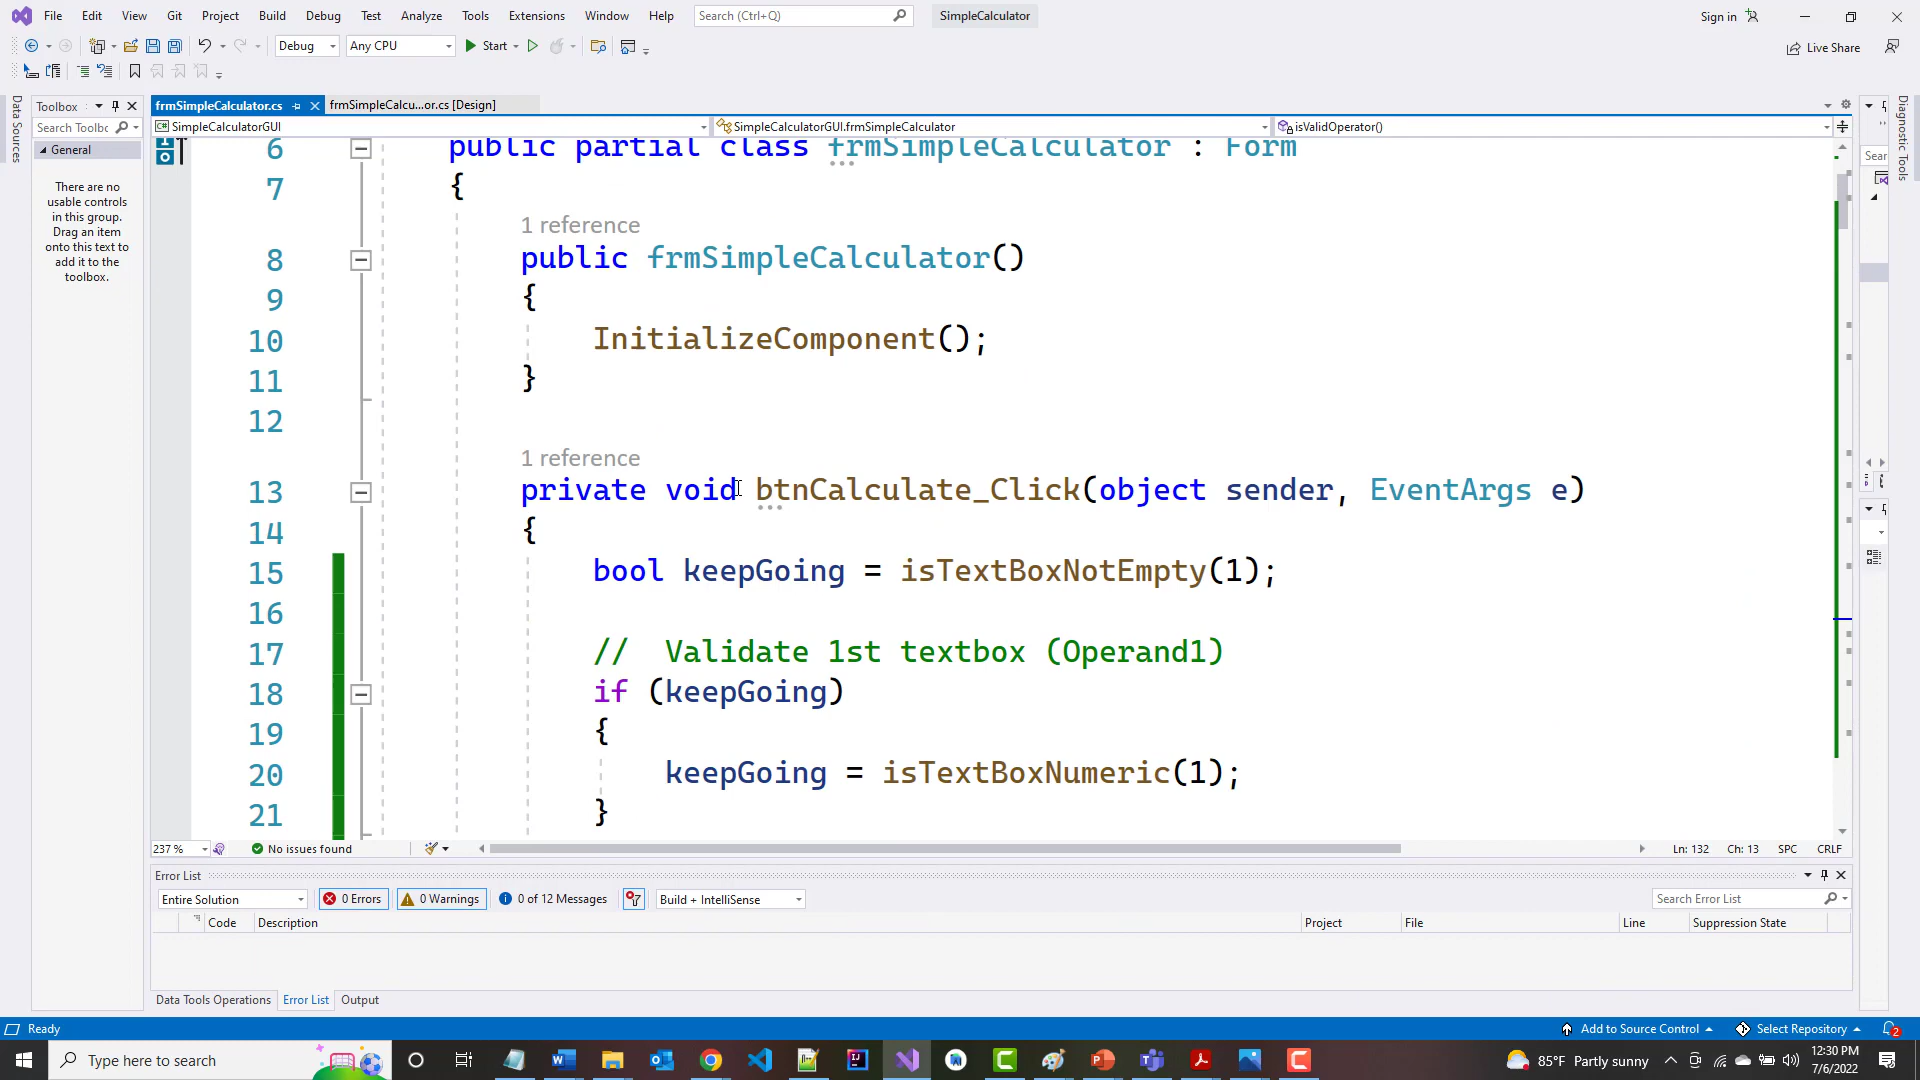 File Edit View Git Project Build Debug Test Analyze Tools Extensions Window Help Search (Ctrl+Q) SimpleCalculator Sign in
Debug Any CPU Start Live Share
Data Sources
Toolbox
Search Toolbc
General
There are no
usable controls
in this group.
Drag an item
onto this text to
add it to the
toolbox.
frmSimpleCalculator.cs frmSimpleCalcu...or.cs [Design]
SimpleCalculatorGUI SimpleCalculatorGUI.frmSimpleCalculator isValidOperator()
6 public partial class frmSimpleCalculator : Form
7 {
1 reference
8 public frmSimpleCalculator()
9 {
10 InitializeComponent();
11 }
12
1 reference
13 private void btnCalculate_Click(object sender, EventArgs e)
14 {
15 bool keepGoing = isTextBoxNotEmpty(1);
16
17 // Validate 1st textbox (Operand1)
18 if (keepGoing)
19 {
20 keepGoing = isTextBoxNumeric(1);
21 }
237 % No issues found Ln: 132 Ch: 13 SPC CRLF
Diagnostic Tools
Sear
Error List
Entire Solution 0 Errors 0 Warnings 0 of 12 Messages Build + IntelliSense Search Error List
Code Description Project File Line Suppression State
Data Tools Operations Error List Output
Ready Add to Source Control Select Repository 2
Type here to search 85°F Partly sunny 12:30 PM
7/6/2022